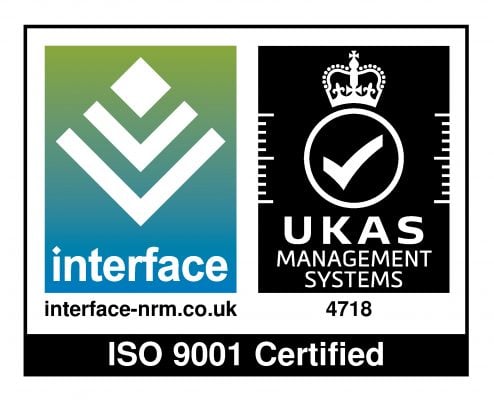 interface
interface-nrm.co.uk
UKAS
MANAGEMENT
SYSTEMS
4718
ISO 9001 Certified